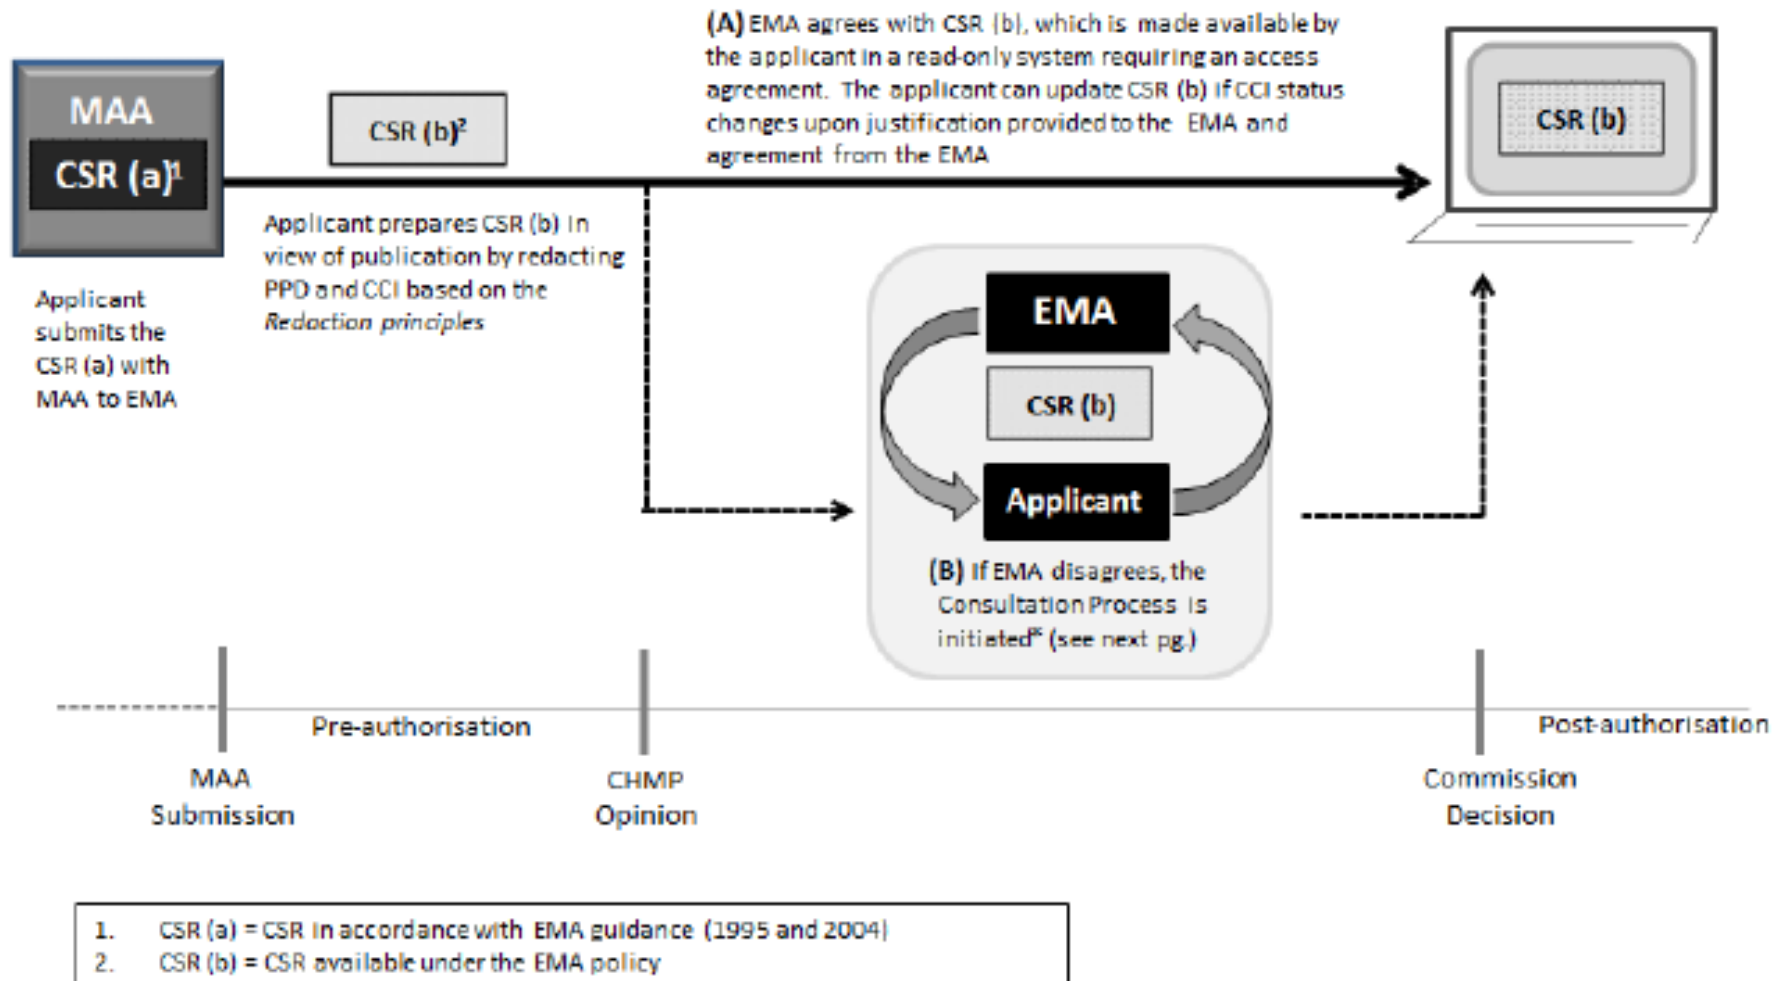 (A) EMA agrees with CSR (b), which is made available by
the applicant in a read-only system requiring an access
agreement. The applicant can update CSR (b) if CCI status
changes upon justification provided to the EMA and
agreement from the EMA
MAA
CSR (a)¹
CSR (b)²
CSR (b)
Applicant
submits the
CSR (a) with
MAA to EMA
Applicant prepares CSR (b) in
view of publication by redacting
PPD and CCI based on the
Redaction principles
EMA
CSR (b)
Applicant
(B) If EMA disagrees, the
Consultation Process is
initiated* (see next pg.)
Pre-authorisation
Post-authorisation
MAA
Submission
CHMP
Opinion
Commission
Decision
1. CSR (a) = CSR in accordance with EMA guidance (1995 and 2004)
2. CSR (b) = CSR available under the EMA policy